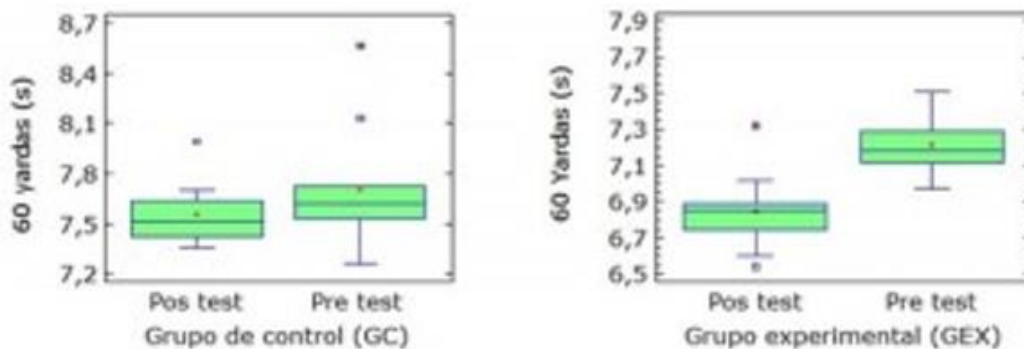 60 yardas (s)
8,7
8,4
8,1
7,8
7,5
7,2
Pos test Pre test
Grupo de control (GC)
60 Yardas (s)
7,9
7,7
7,5
7,3
7,1
6,9
6,7
6,5
Pos test Pre test
Grupo experimental (GEX)